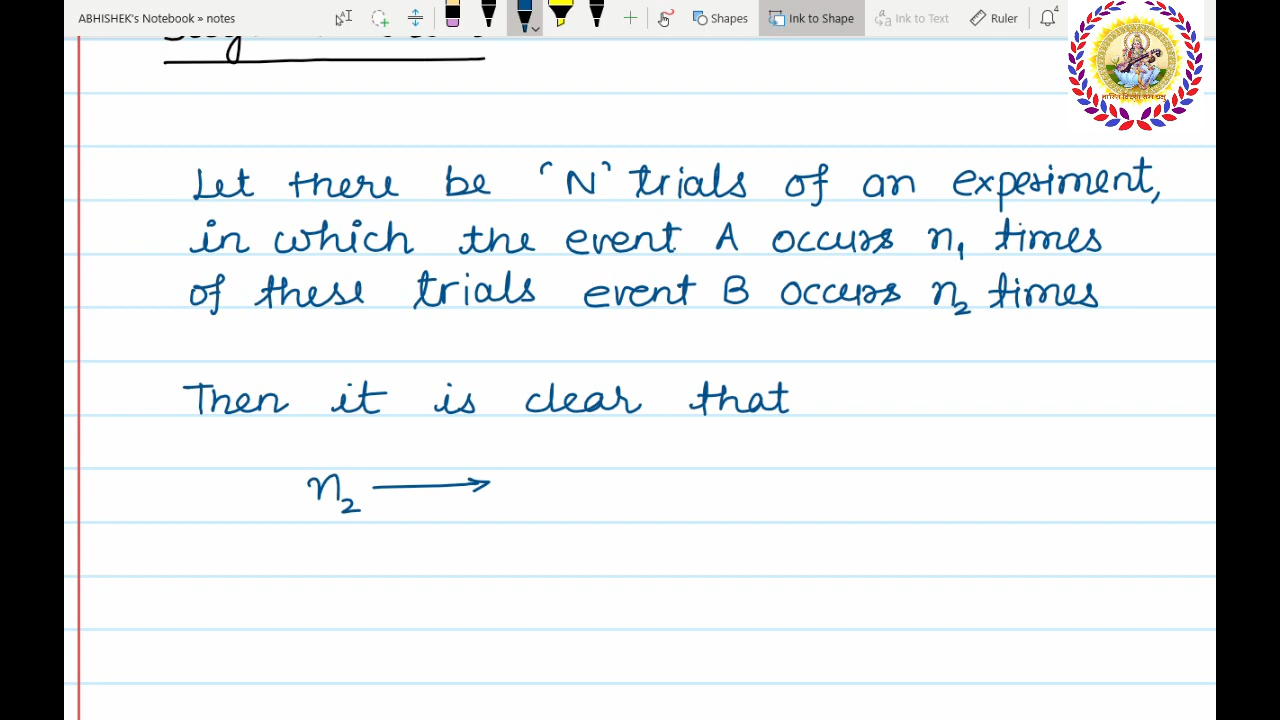 ABHISHEK's Notebook » notes
Shapes
Ink to Shape
Ink to Text
Ruler
4
Let there be 'N' trials of an experiment,
in which the event A occurs n₁ times
of these trials event B occurs n₂ times
Then it is clear that
n₂ →